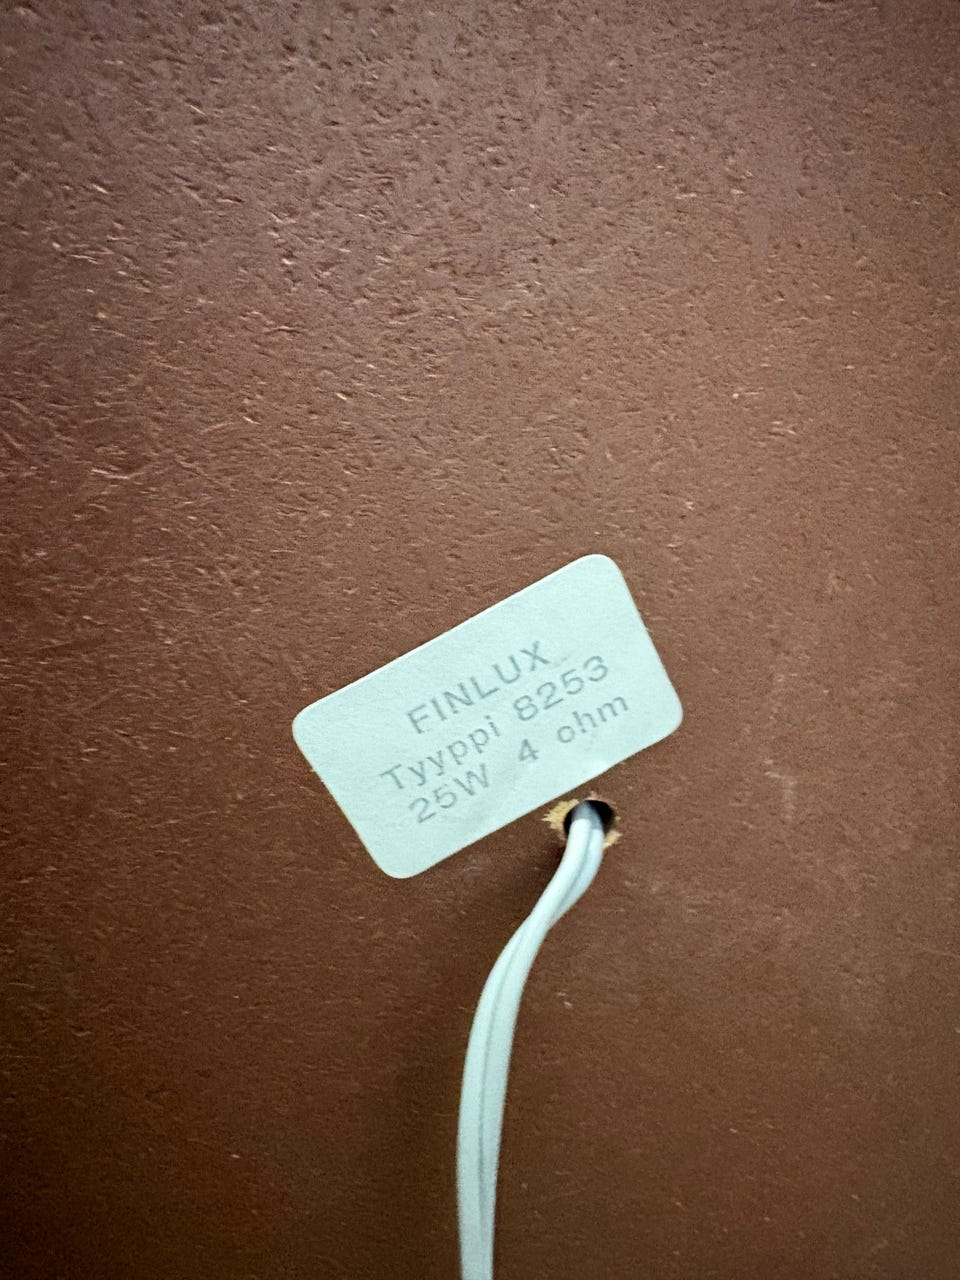 FINLUX
Tyyppi 8253
25W 4 ohm